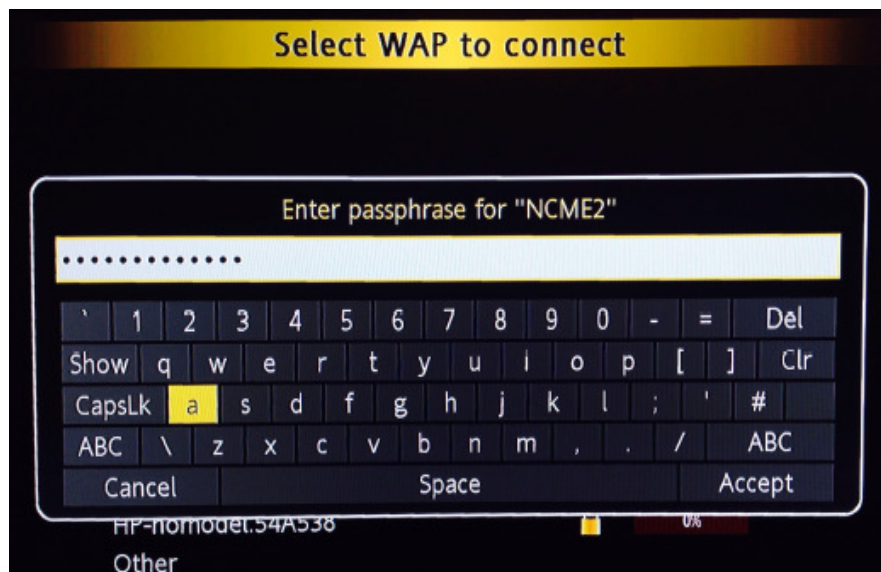 Select WAP to connect
Enter passphrase for "NCME2"
•••••••••••••
` 1 2 3 4 5 6 7 8 9 0 - = Del
Show q w e r t y u i o p [ ] Clr
CapsLk a s d f g h j k l ; ' #
ABC \ z x c v b n m , . / ABC
Cancel Space Accept
HP-nomodel.54A538 0%
Other